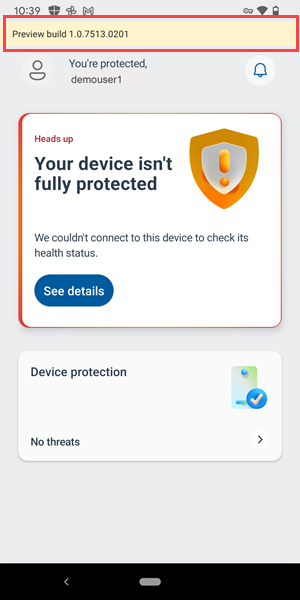 10:39
Preview build 1.0.7513.0201
You're protected,
demouser1
Heads up
Your device isn't
fully protected
We couldn't connect to this device to check its
health status.
See details
Device protection
No threats